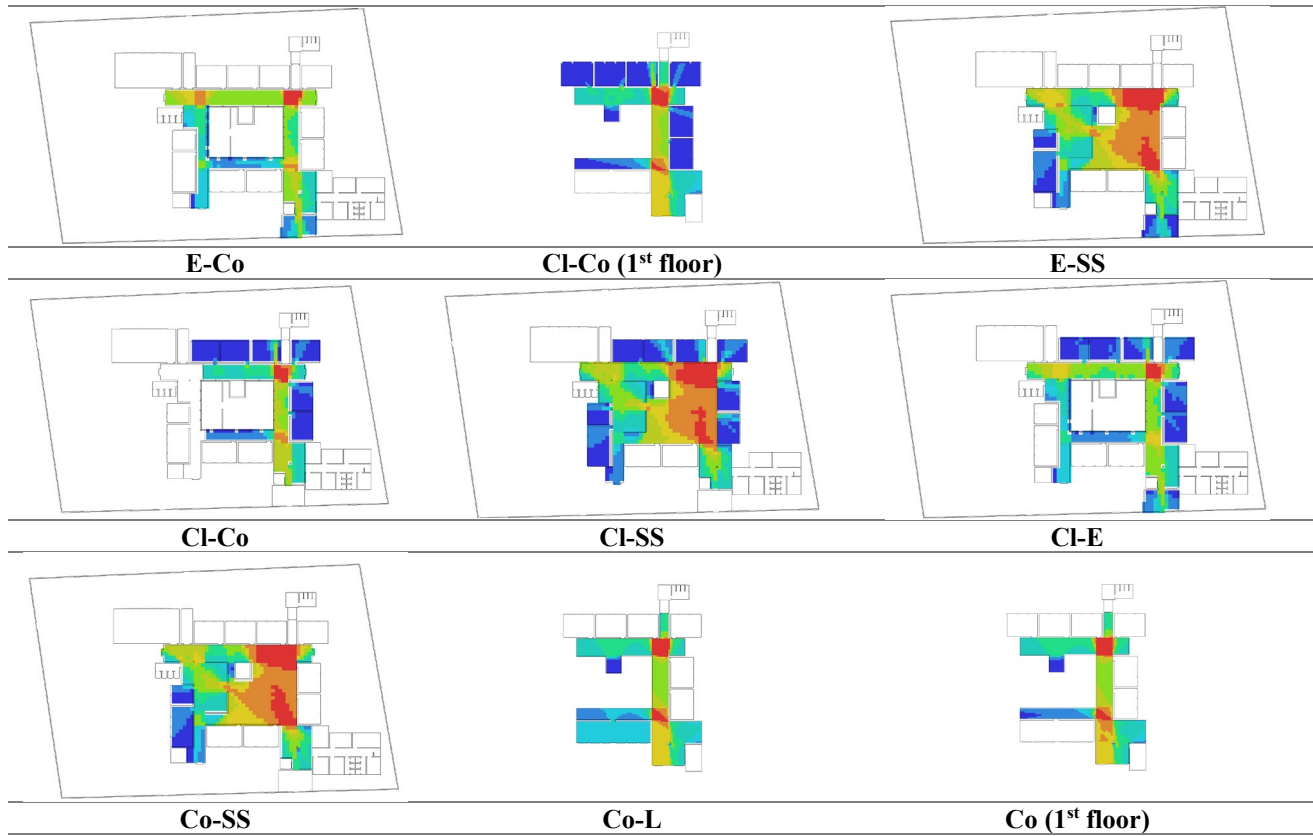 E-Co
Cl-Co (1st floor)
E-SS
Cl-Co
Cl-SS
Cl-E
Co-SS
Co-L
Co (1st floor)